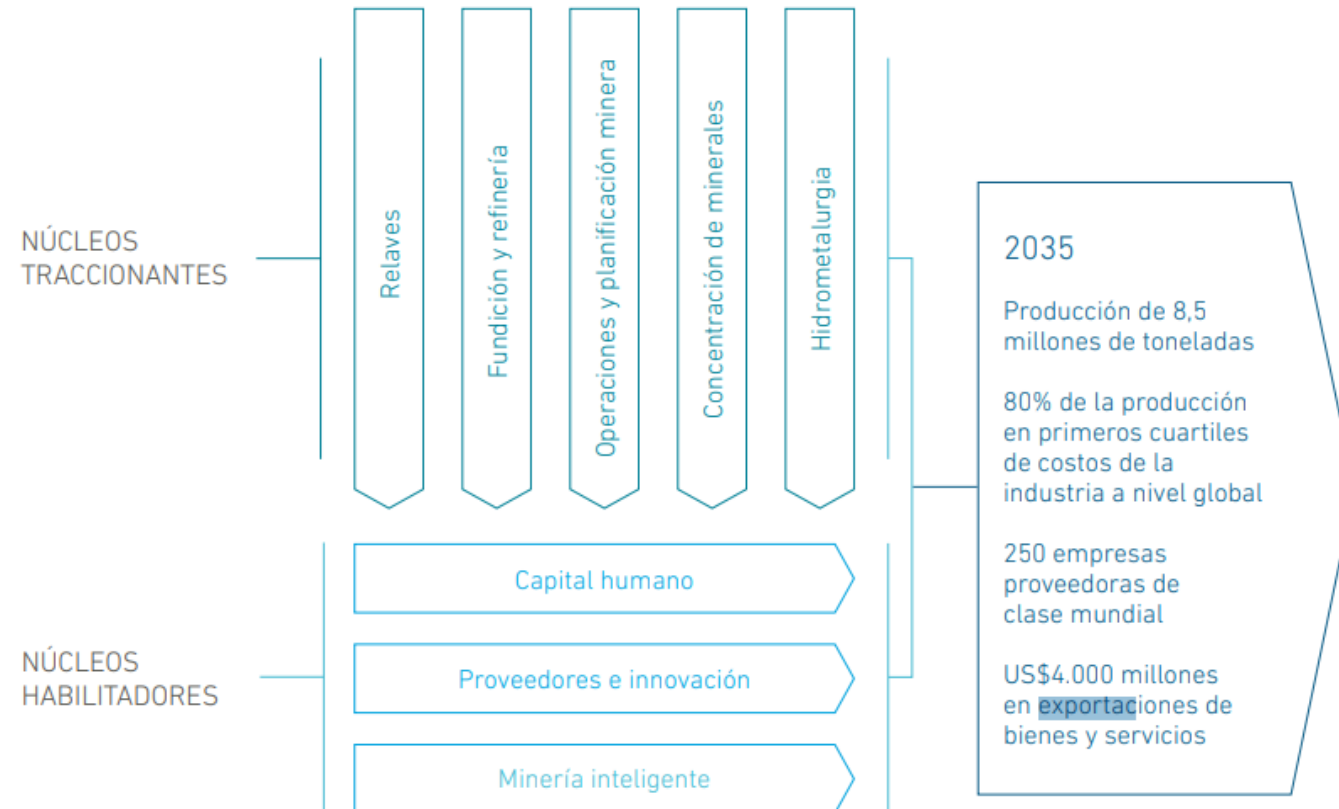 NÚCLEOS
TRACCIONANTES
Relaves
Fundición y refinería
Operaciones y planificación minera
Concentración de minerales
Hidrometalurgia
NÚCLEOS
HABILITADORES
Capital humano
Proveedores e innovación
Minería inteligente
2035
Producción de 8,5
millones de toneladas
80% de la producción
en primeros cuartiles
de costos de la
industria a nivel global
250 empresas
proveedoras de
clase mundial
US$4.000 millones
en exportaciones de
bienes y servicios